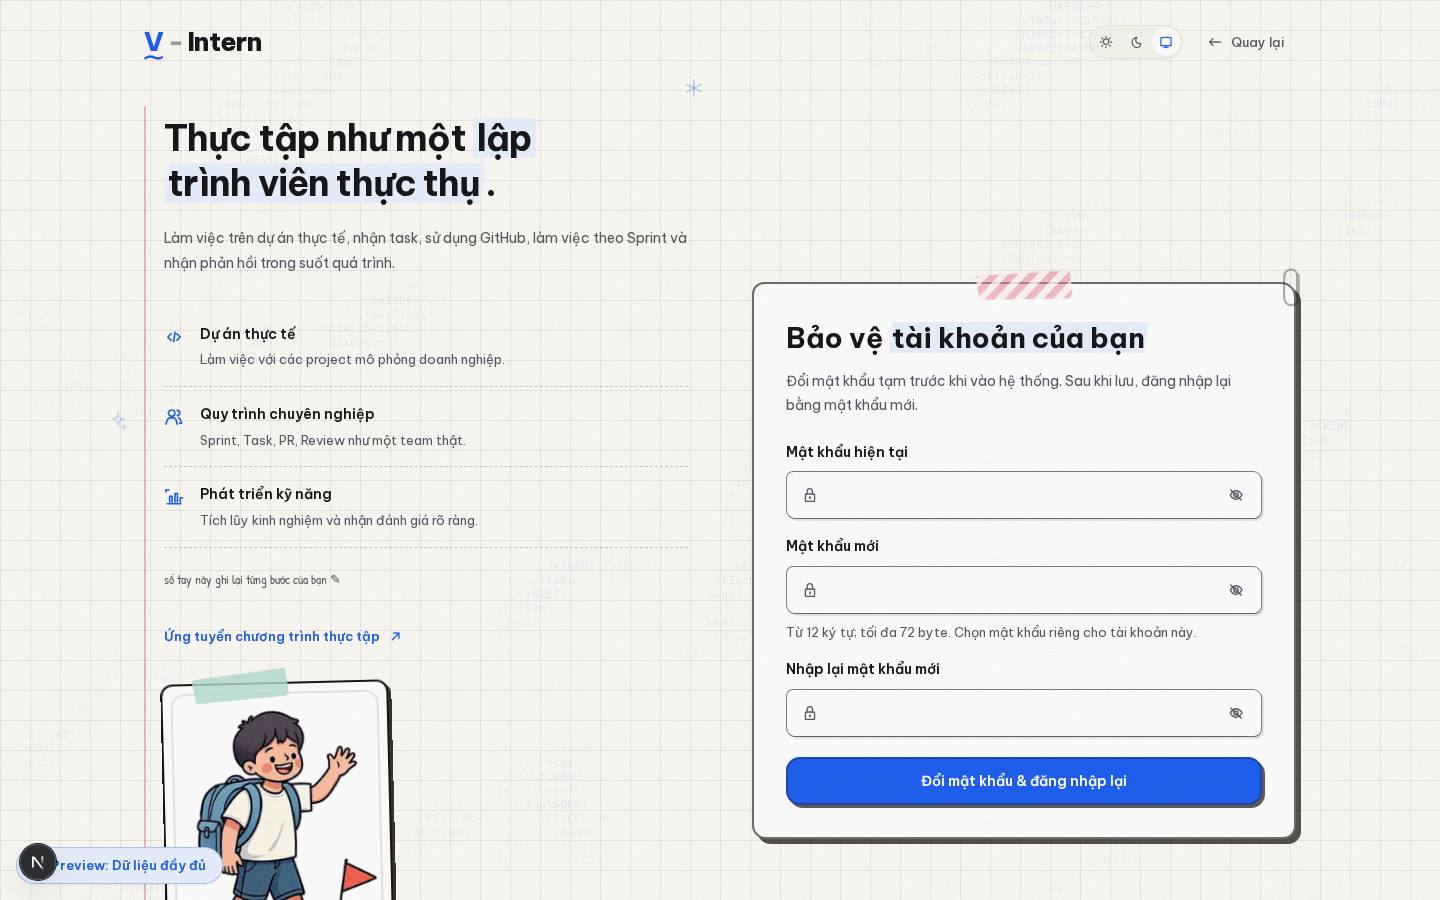 V - Intern
Quay lại
Thực tập như một lập
trình viên thực thụ.
Làm việc trên dự án thực tế, nhận task, sử dụng GitHub, làm việc theo Sprint và
nhận phản hồi trong suốt quá trình.
Dự án thực tế
Làm việc với các project mô phỏng doanh nghiệp.
Quy trình chuyên nghiệp
Sprint, Task, PR, Review như một team thật.
Phát triển kỹ năng
Tích lũy kinh nghiệm và nhận đánh giá rõ ràng.
sổ tay này ghi lại từng bước của bạn ✎
Ứng tuyển chương trình thực tập
N
review: Dữ liệu đầy đủ
Bảo vệ tài khoản của bạn
Đổi mật khẩu tạm trước khi vào hệ thống. Sau khi lưu, đăng nhập lại
bằng mật khẩu mới.
Mật khẩu hiện tại
Mật khẩu mới
Từ 12 ký tự; tối đa 72 byte. Chọn mật khẩu riêng cho tài khoản này.
Nhập lại mật khẩu mới
Đổi mật khẩu & đăng nhập lại